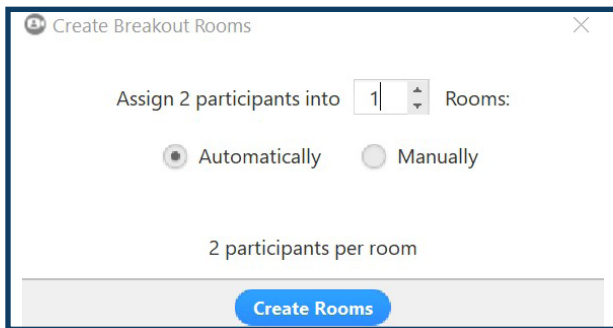 Create Breakout Rooms
Assign 2 participants into 1 Rooms:
Automatically Manually
2 participants per room
Create Rooms